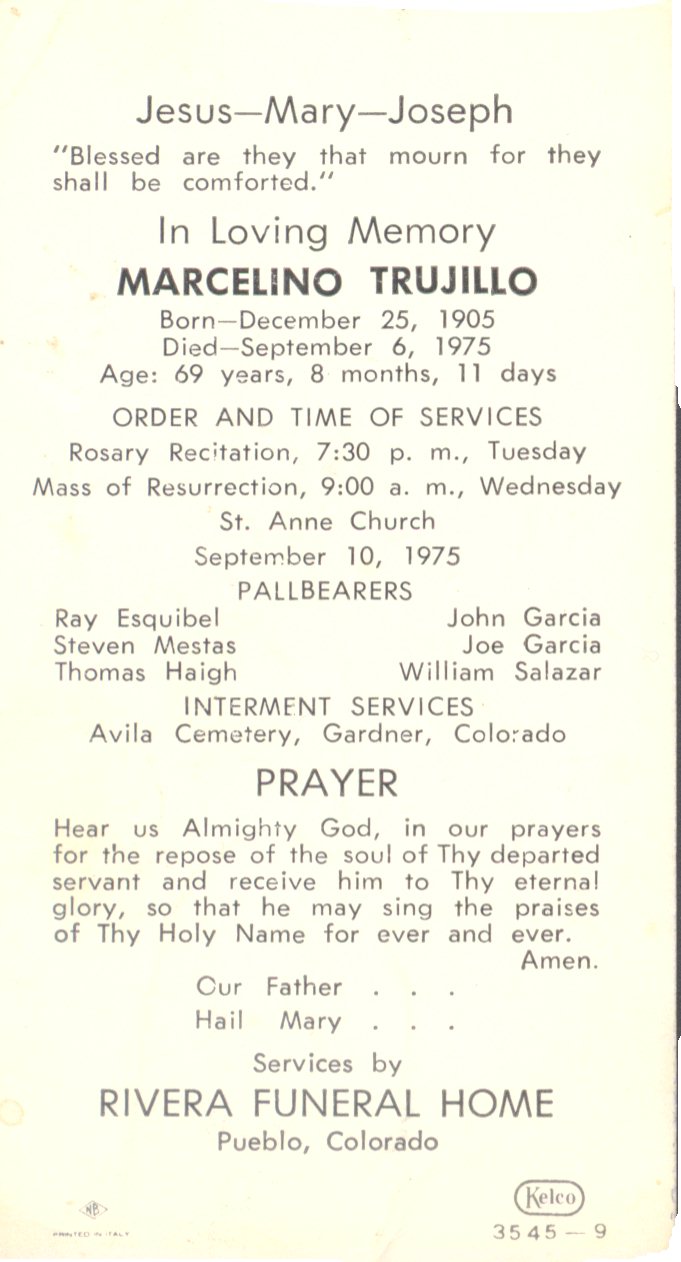 Jesus—Mary—Joseph
"Blessed are they that mourn for they
shall be comforted."
In Loving Memory
MARCELINO TRUJILLO
Born—December 25, 1905
Died—September 6, 1975
Age: 69 years, 8 months, 11 days
ORDER AND TIME OF SERVICES
Rosary Recitation, 7:30 p. m., Tuesday
Mass of Resurrection, 9:00 a. m., Wednesday
St. Anne Church
September 10, 1975
PALLBEARERS
Ray Esquibel John Garcia
Steven Mestas Joe Garcia
Thomas Haigh William Salazar
INTERMENT SERVICES
Avila Cemetery, Gardner, Colorado
PRAYER
Hear us Almighty God, in our prayers
for the repose of the soul of Thy departed
servant and receive him to Thy eternal
glory, so that he may sing the praises
of Thy Holy Name for ever and ever.
Amen.
Our Father . . .
Hail Mary . . .
Services by
RIVERA FUNERAL HOME
Pueblo, Colorado
NB
PRINTED IN ITALY
Kelco
3545 — 9